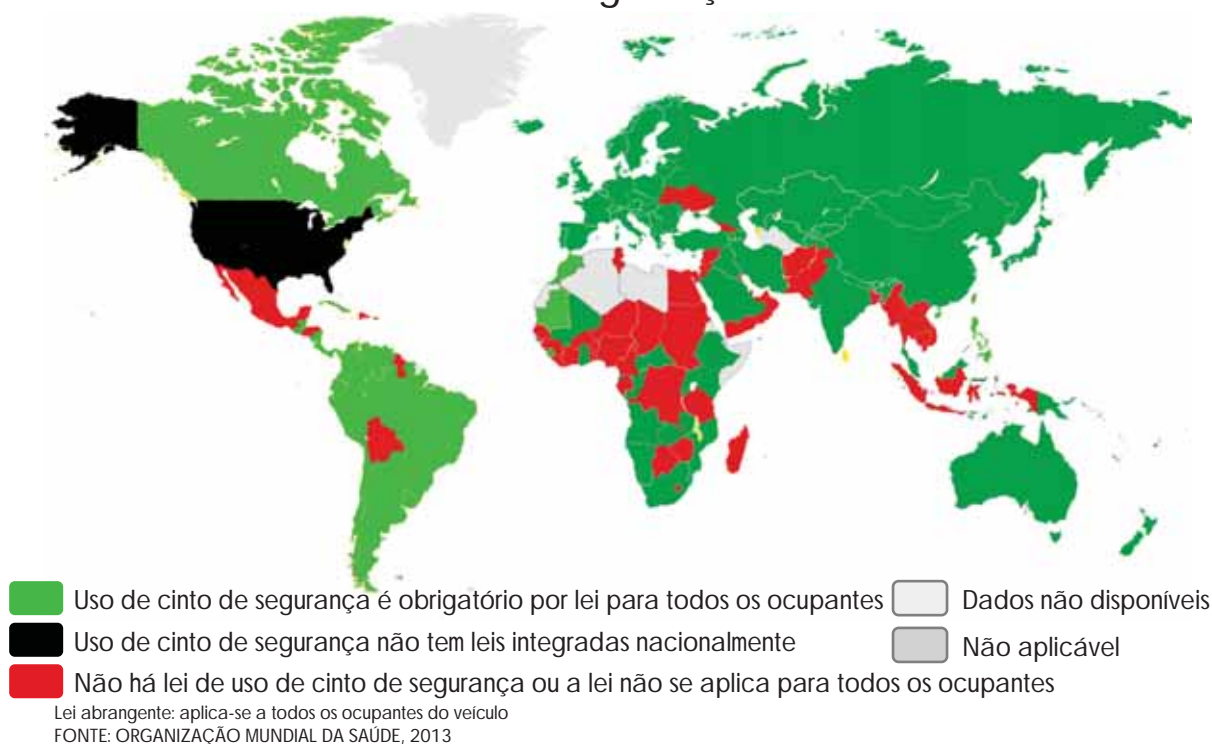 Uso de cinto de segurança é obrigatório por lei para todos os ocupantes
Dados não disponíveis
Uso de cinto de segurança não tem leis integradas nacionalmente
Não aplicável
Não há lei de uso de cinto de segurança ou a lei não se aplica para todos os ocupantes
Lei abrangente: aplica-se a todos os ocupantes do veículo
FONTE: ORGANIZAÇÃO MUNDIAL DA SAÚDE, 2013